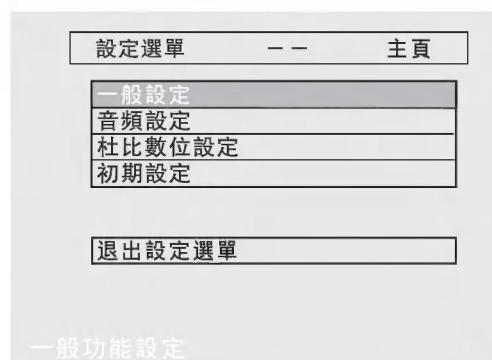 設定選單 －－ 主頁
一般設定
音頻設定
杜比數位設定
初期設定
退出設定選單
一般功能設定